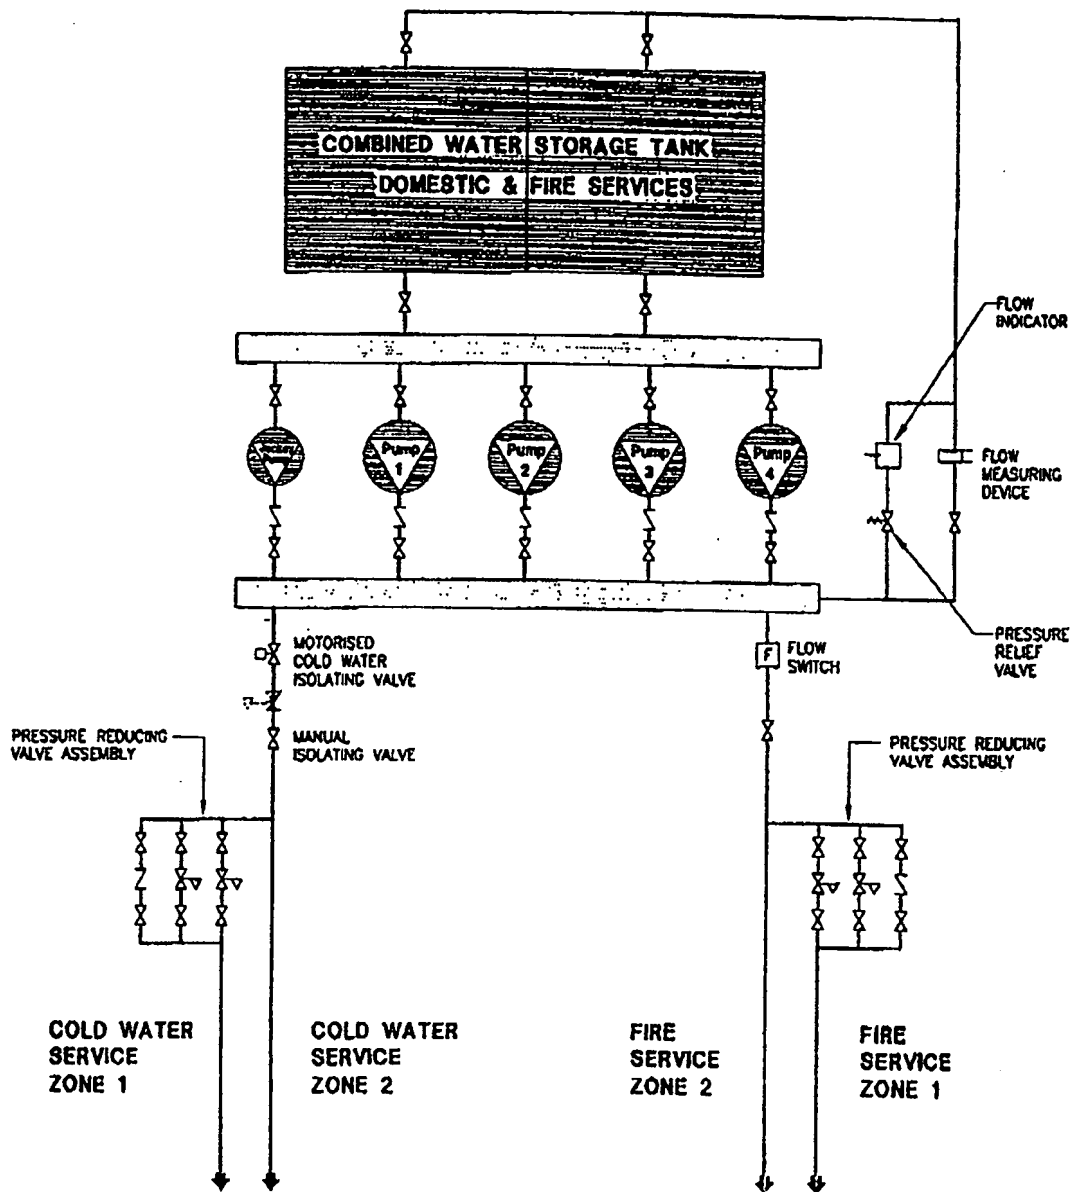 COMBINED WATER STORAGE TANK
DOMESTIC & FIRE SERVICES
FLOW
INDICATOR
Pump
Pump
1
Pump
2
Pump
3
Pump
4
FLOW
MEASURING
DEVICE
MOTORISED
COLD WATER
ISOLATING VALVE
F
FLOW
SWITCH
PRESSURE
RELIEF
VALVE
MANUAL
ISOLATING VALVE
PRESSURE REDUCING
VALVE ASSEMBLY
PRESSURE REDUCING
VALVE ASSEMBLY
COLD WATER
SERVICE
ZONE 1
COLD WATER
SERVICE
ZONE 2
FIRE
SERVICE
ZONE 2
FIRE
SERVICE
ZONE 1